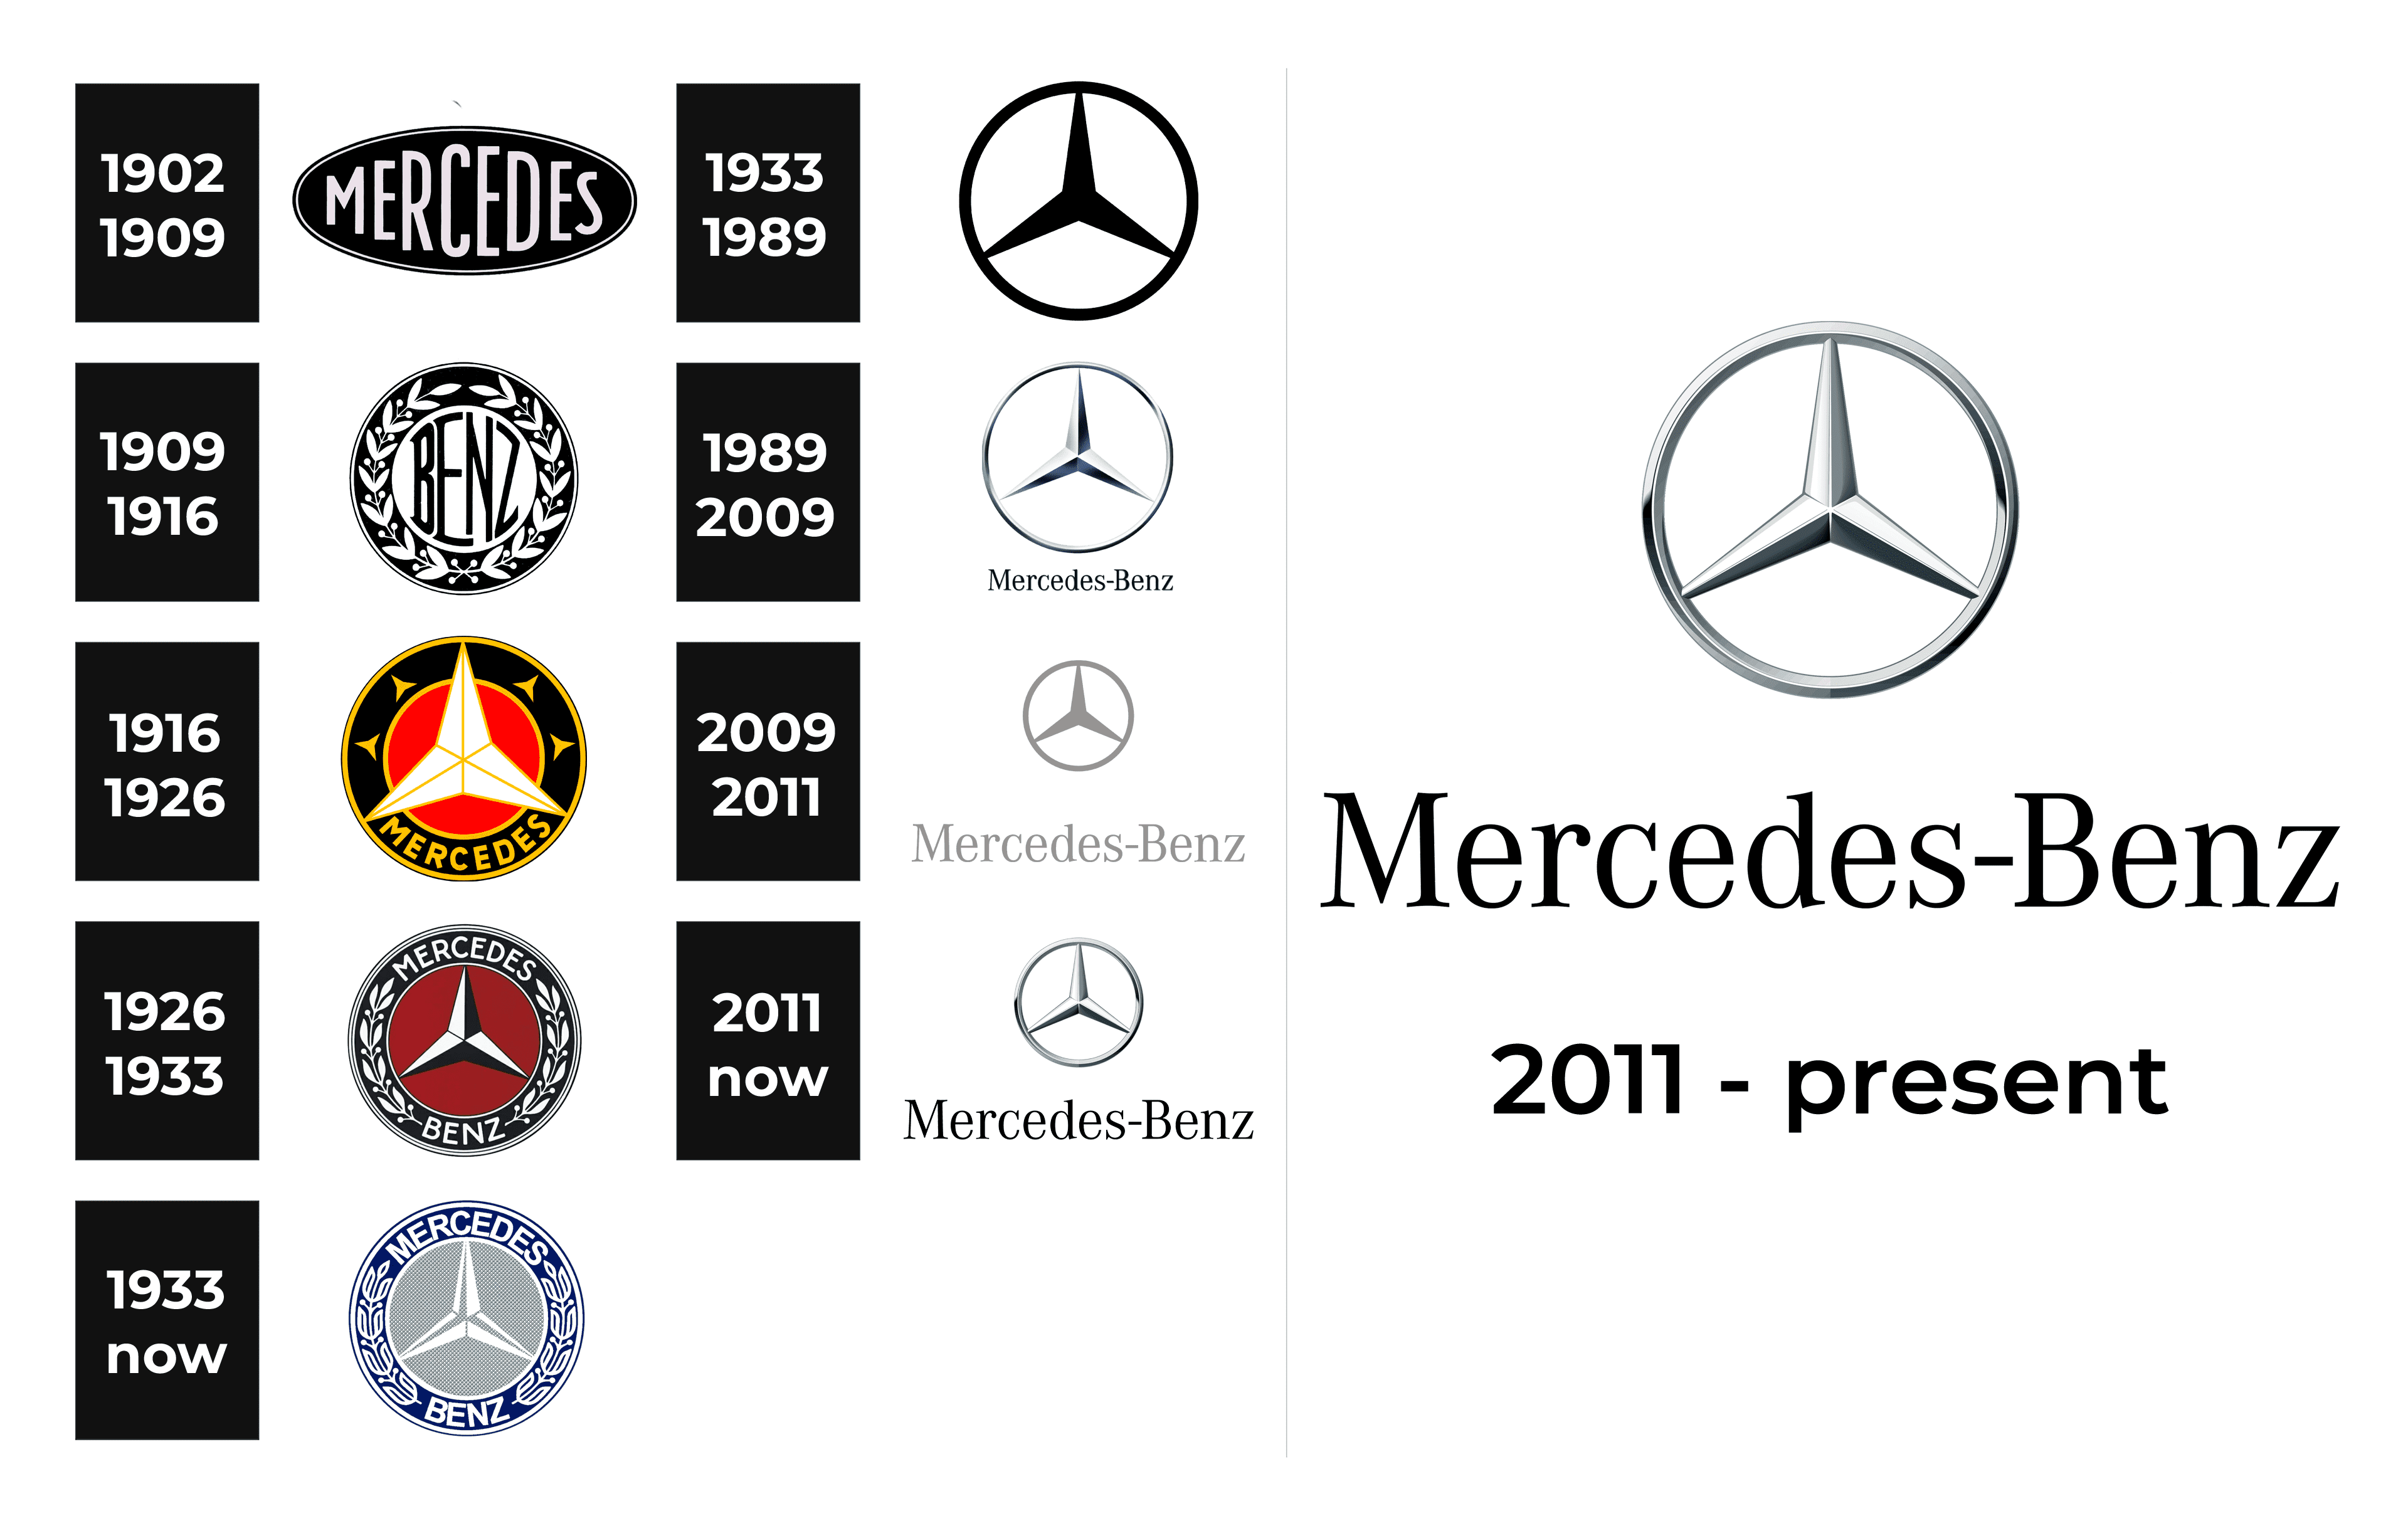 1902
1909
MERCEDES
1909
1916
BENZ
1916
1926
MERCEDES
1926
1933
MERCEDES
BENZ
1933
now
MERCEDES
BENZ
1933
1989
1989
2009
Mercedes-Benz
2009
2011
Mercedes-Benz
2011
now
Mercedes-Benz
Mercedes-Benz
2011 - present